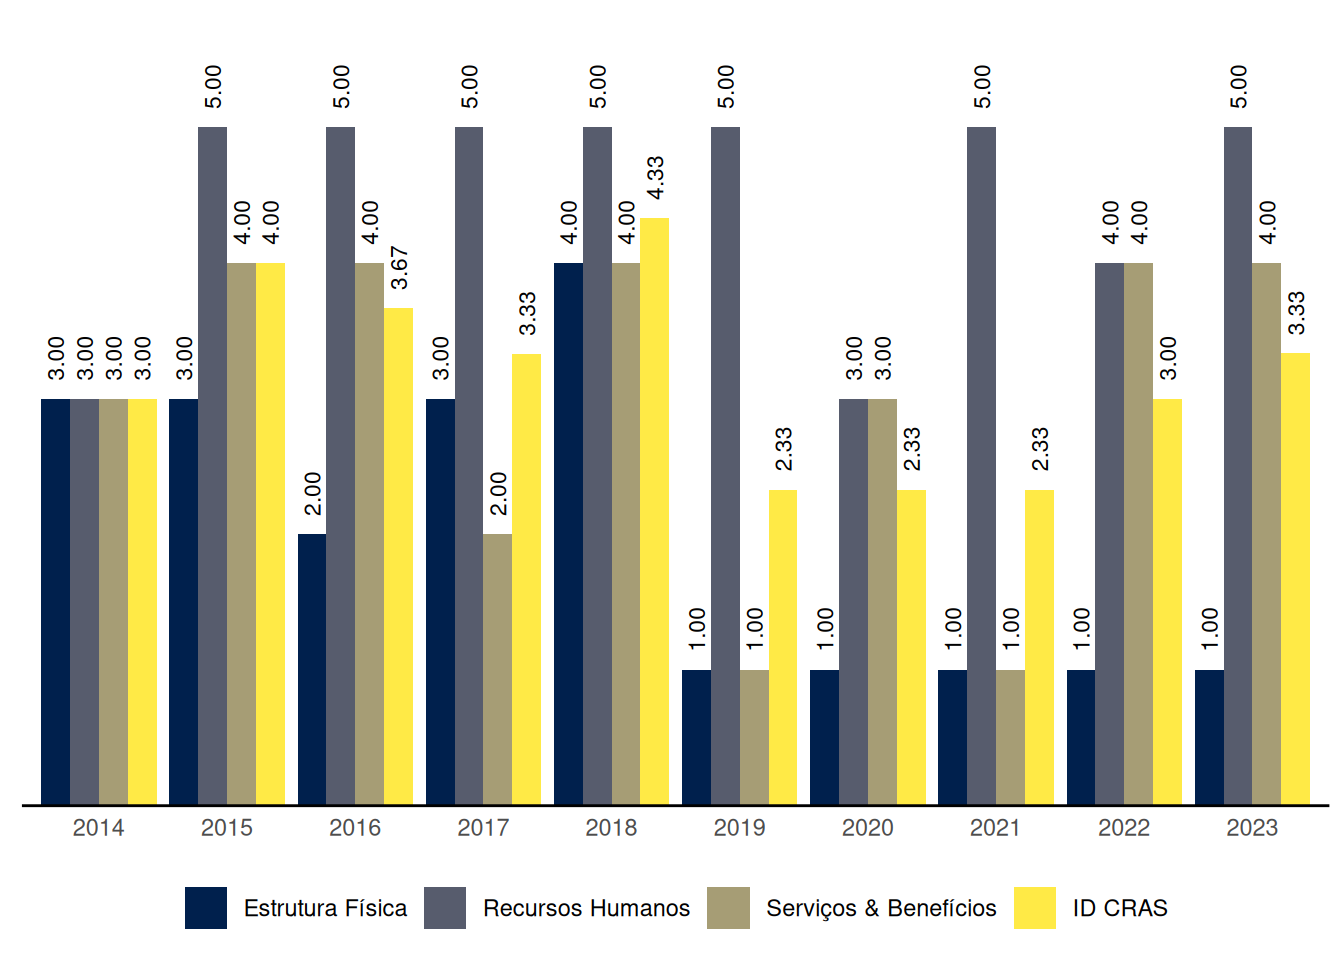 5.00 5.00 5.00 5.00 5.00 5.00 5.00
4.33
4.00 4.00 4.00 4.00 4.00 4.00 4.00 4.00
3.67
3.33 3.33
3.00 3.00 3.00 3.00 3.00 3.00 3.00 3.00 3.00
2.33 2.33 2.33
2.00 2.00
1.00 1.00 1.00 1.00 1.00 1.00 1.00
2014 2015 2016 2017 2018 2019 2020 2021 2022 2023
Estrutura Física Recursos Humanos Serviços & Benefícios ID CRAS